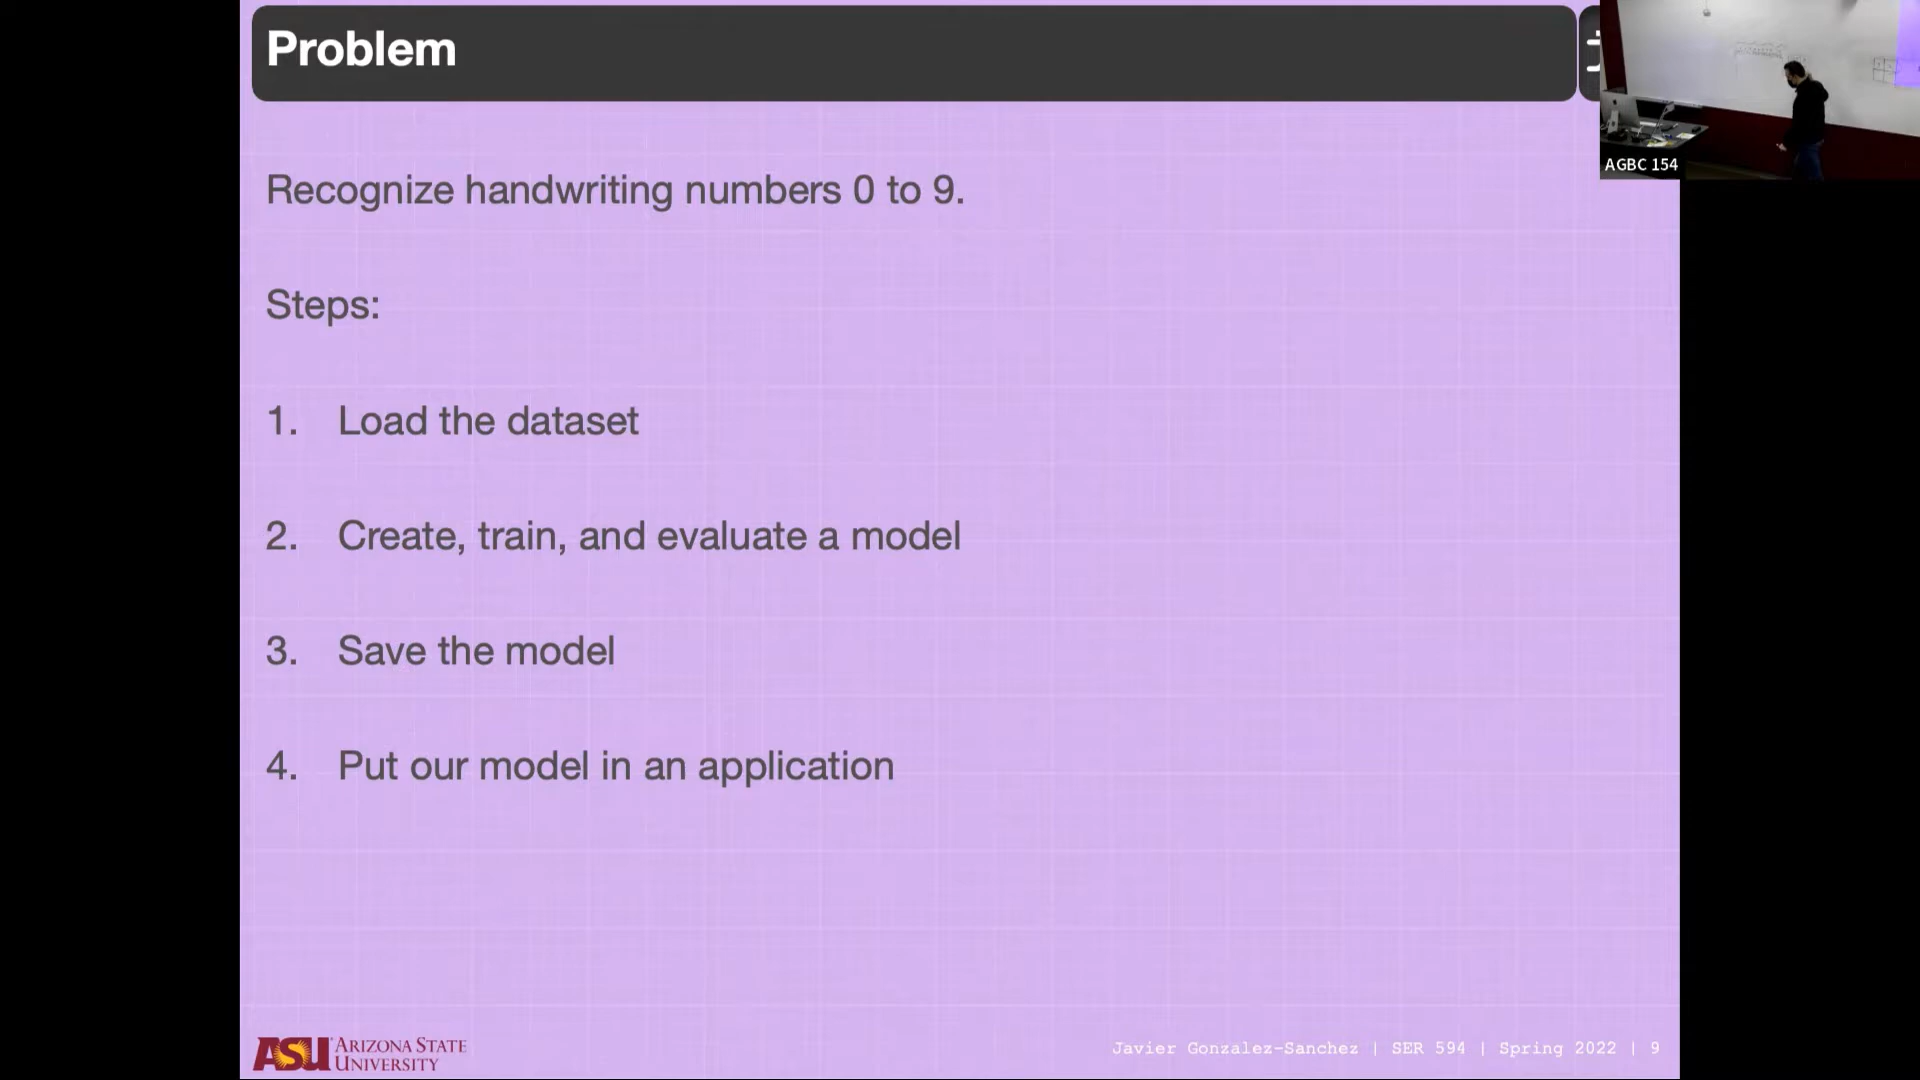 Problem
AGBC 154
Recognize handwriting numbers 0 to 9.
Steps:
1. Load the dataset
2. Create, train, and evaluate a model
3. Save the model
4. Put our model in an application
ASU ARIZONA STATE
UNIVERSITY
Javier Gonzalez-Sanchez | SER 594 | Spring 2022 | 9